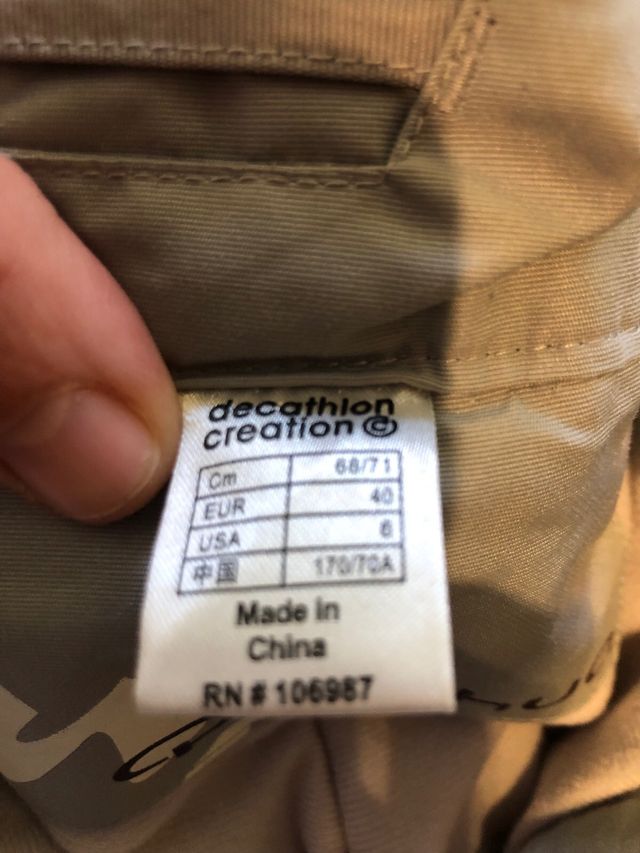 decathlon
creation ©
Cm 68/71
EUR 40
USA 6
中国 170/70A
Made in
China
RN # 106987